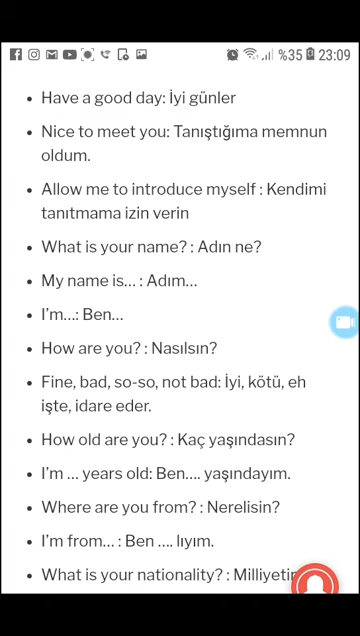 %35 23:09
Have a good day: İyi günler
Nice to meet you: Tanıştığıma memnun
oldum.
Allow me to introduce myself : Kendimi
tanıtmama izin verin
What is your name? : Adın ne?
My name is... : Adım...
I'm...: Ben...
How are you? : Nasılsın?
Fine, bad, so-so, not bad: İyi, kötü, eh
işte, idare eder.
How old are you? : Kaç yaşındasın?
I'm ... years old: Ben.... yaşındayım.
Where are you from? : Nerelisin?
I'm from... : Ben .... lıyım.
What is your nationality? :